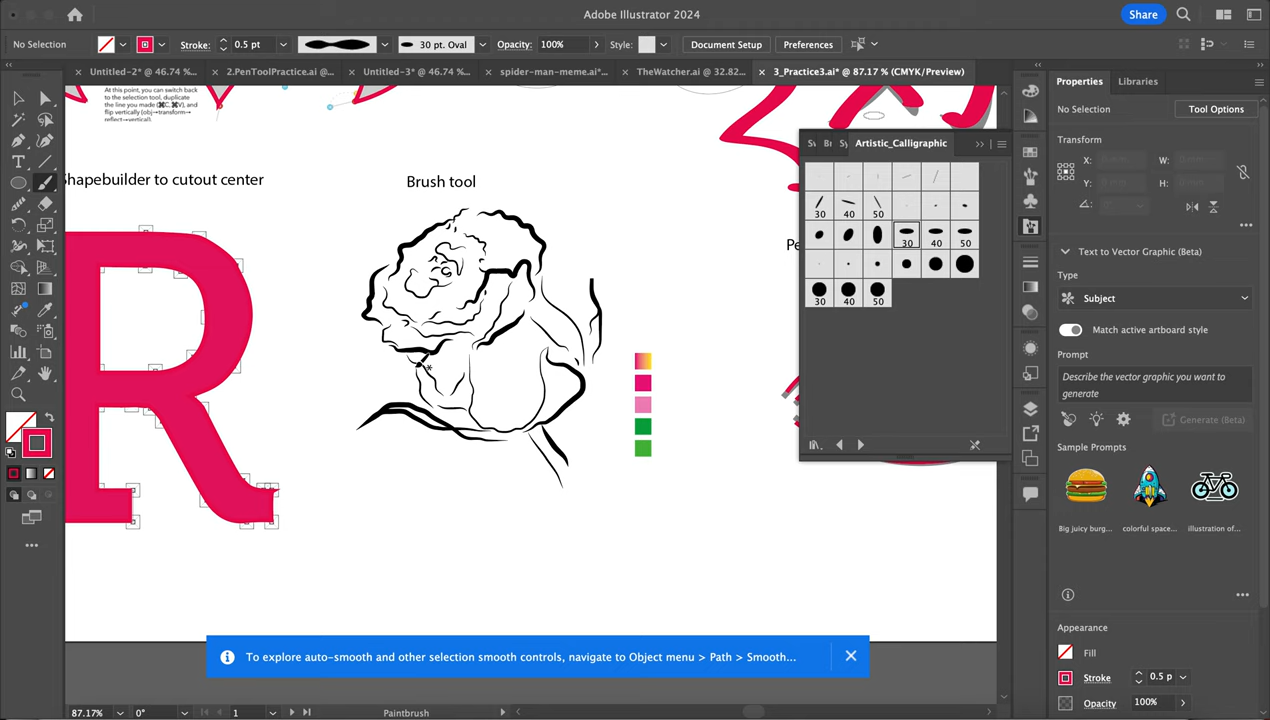 Adobe Illustrator 2024
Share
No Selection
Stroke:
0.5 pt
30 pt. Oval
Opacity:
100%
Style:
Document Setup
Preferences
Untitled-2* @ 46.74 %...
2.PenToolPractice.ai @ ...
Untitled-3* @ 46.74 %...
spider-man-meme.ai*...
TheWatcher.ai @ 32.82...
3_Practice3.ai* @ 87.17 % (CMYK/Preview)
At this point, you can switch back
to the selection tool, duplicate
the line you made (⌘C, ⌘V), and
flip vertically (obj→transform→
reflect→vertical).
Shapebuilder to cutout center
Brush tool
R
Artistic_Calligraphic
30 40 50
30 40 50
30 40 50
Properties
Libraries
No Selection
Tool Options
Transform
X:
W:
Y:
H:
Text to Vector Graphic (Beta)
Type
Subject
Match active artboard style
Prompt
Describe the vector graphic you want to
generate
Generate (Beta)
Sample Prompts
Big juicy burg...
colorful space...
illustration of...
Appearance
Fill
Stroke
0.5 p
Opacity
100%
To explore auto-smooth and other selection smooth controls, navigate to Object menu > Path > Smooth...
87.17%
0°
1
Paintbrush